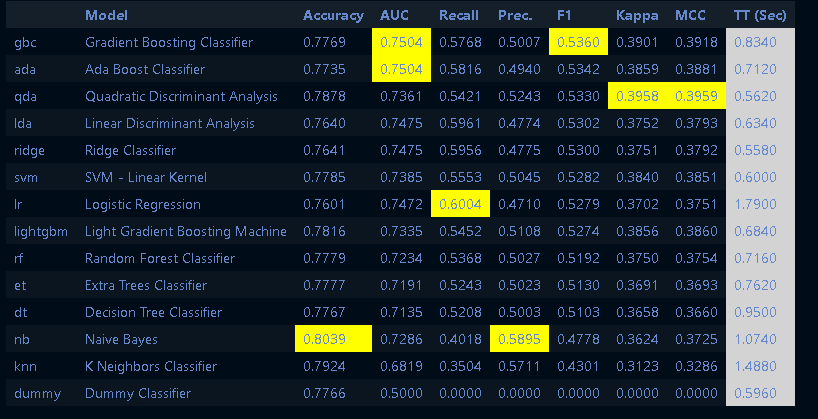 Model Accuracy AUC Recall Prec. F1 Kappa MCC TT (Sec)
gbc Gradient Boosting Classifier 0.7769 0.7504 0.5768 0.5007 0.5360 0.3901 0.3918 0.8340
ada Ada Boost Classifier 0.7735 0.7504 0.5816 0.4940 0.5342 0.3859 0.3881 0.7120
qda Quadratic Discriminant Analysis 0.7878 0.7361 0.5421 0.5243 0.5330 0.3958 0.3959 0.5620
lda Linear Discriminant Analysis 0.7640 0.7475 0.5961 0.4774 0.5302 0.3752 0.3793 0.6340
ridge Ridge Classifier 0.7641 0.7475 0.5956 0.4775 0.5300 0.3751 0.3792 0.5580
svm SVM - Linear Kernel 0.7785 0.7385 0.5553 0.5045 0.5282 0.3840 0.3851 0.6000
lr Logistic Regression 0.7601 0.7472 0.6004 0.4710 0.5279 0.3702 0.3751 1.7900
lightgbm Light Gradient Boosting Machine 0.7816 0.7335 0.5452 0.5108 0.5274 0.3856 0.3860 0.6840
rf Random Forest Classifier 0.7779 0.7234 0.5368 0.5027 0.5192 0.3750 0.3754 0.7160
et Extra Trees Classifier 0.7777 0.7191 0.5243 0.5023 0.5130 0.3691 0.3693 0.7620
dt Decision Tree Classifier 0.7767 0.7135 0.5208 0.5003 0.5103 0.3658 0.3660 0.9500
nb Naive Bayes 0.8039 0.7286 0.4018 0.5895 0.4778 0.3624 0.3725 1.0740
knn K Neighbors Classifier 0.7924 0.6819 0.3504 0.5711 0.4301 0.3123 0.3286 1.4880
dummy Dummy Classifier 0.7766 0.5000 0.0000 0.0000 0.0000 0.0000 0.0000 0.5960